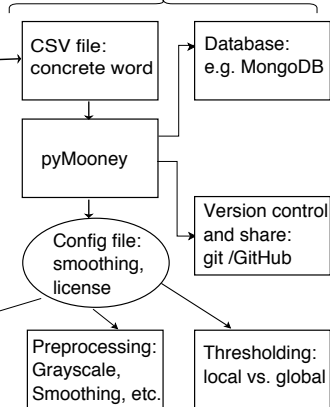 CSV file:
concrete word
Database:
e.g. MongoDB
pyMooney
Version control
and share:
git /GitHub
Config file:
smoothing,
license
Preprocessing:
Grayscale,
Smoothing, etc.
Thresholding:
local vs. global